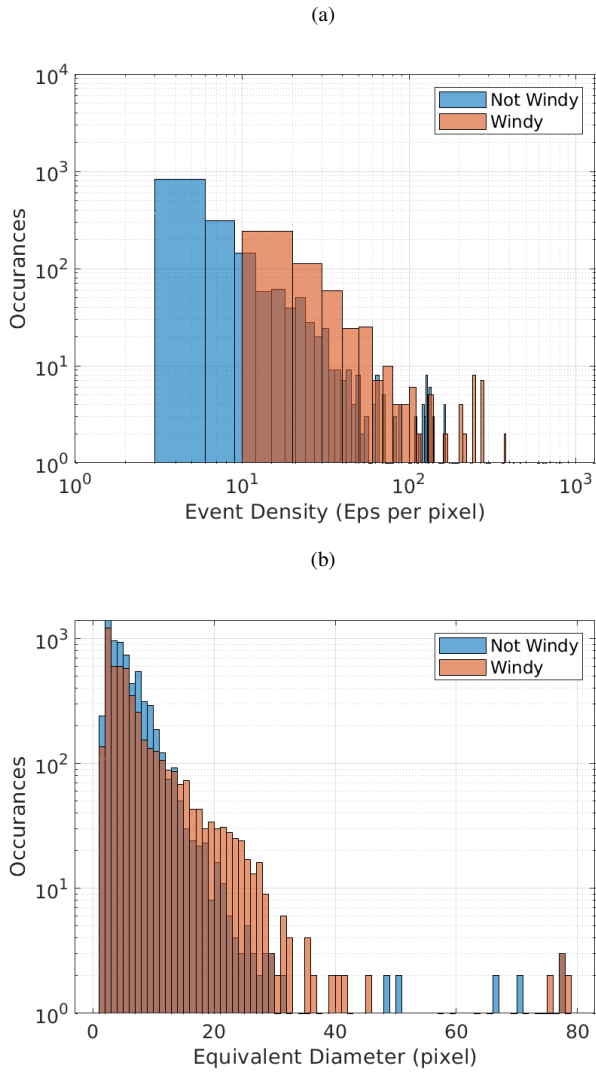 (a)
10^4
10^3
10^2
10^1
10^0
Occurances
Not Windy
Windy
10^0 10^1 10^2 10^3
Event Density (Eps per pixel)
(b)
10^3
10^2
10^1
10^0
Occurances
Not Windy
Windy
0 20 40 60 80
Equivalent Diameter (pixel)